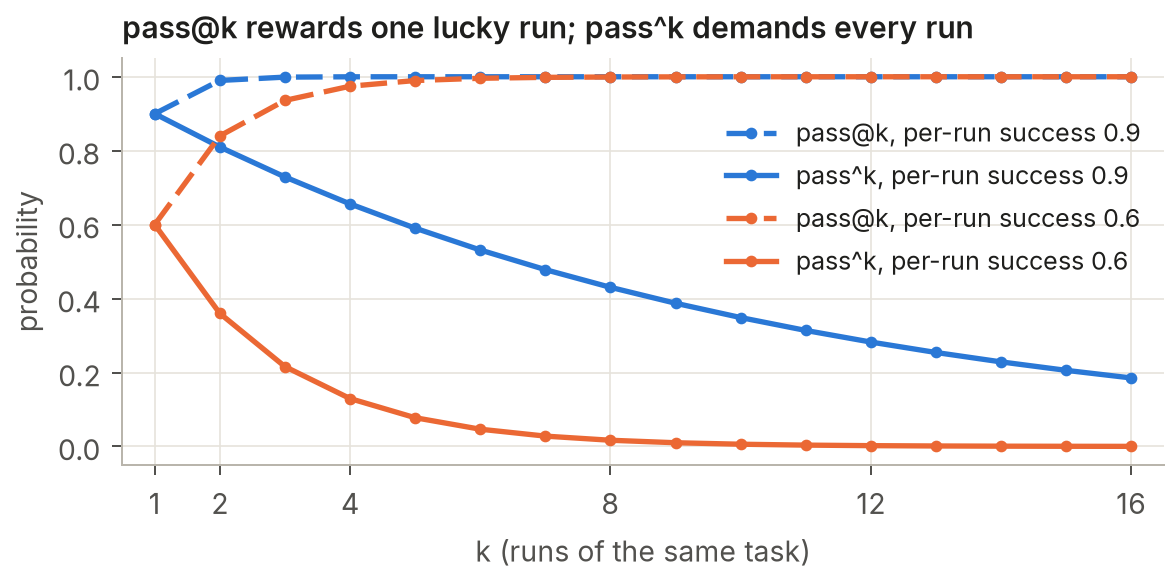 pass@k rewards one lucky run; pass^k demands every run
probability
1.0
0.8
0.6
0.4
0.2
0.0
pass@k, per-run success 0.9
pass^k, per-run success 0.9
pass@k, per-run success 0.6
pass^k, per-run success 0.6
1 2 4 8 12 16
k (runs of the same task)